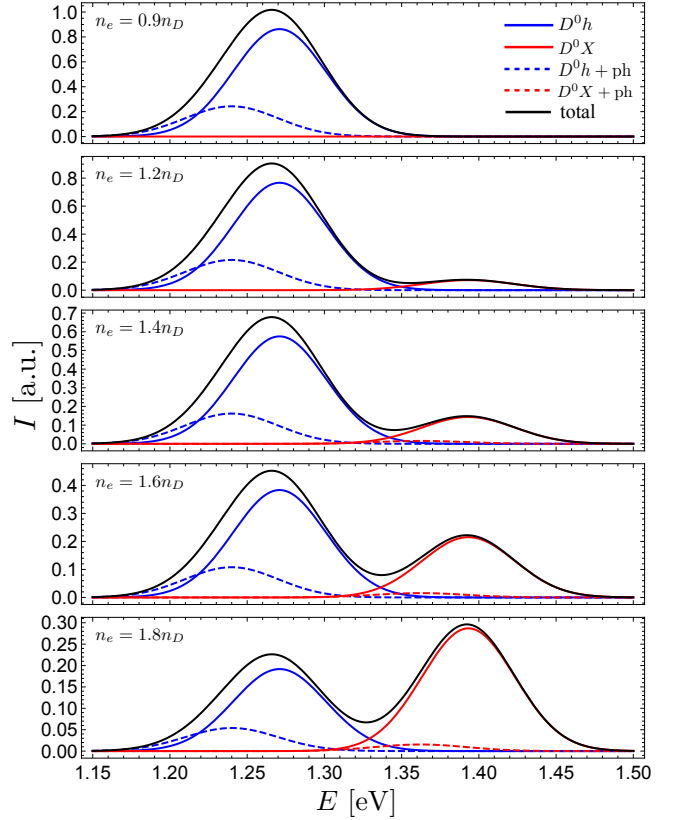 n_e = 0.9n_D
D⁰h
D⁰X
D⁰h + ph
D⁰X + ph
total
1.0
0.8
0.6
0.4
0.2
0.0
n_e = 1.2n_D
0.8
0.6
0.4
0.2
0.0
n_e = 1.4n_D
0.7
0.6
0.5
0.4
0.3
0.2
0.1
0.0
I [a.u.]
n_e = 1.6n_D
0.4
0.3
0.2
0.1
0.0
n_e = 1.8n_D
0.30
0.25
0.20
0.15
0.10
0.05
0.00
1.15 1.20 1.25 1.30 1.35 1.40 1.45 1.50
E [eV]